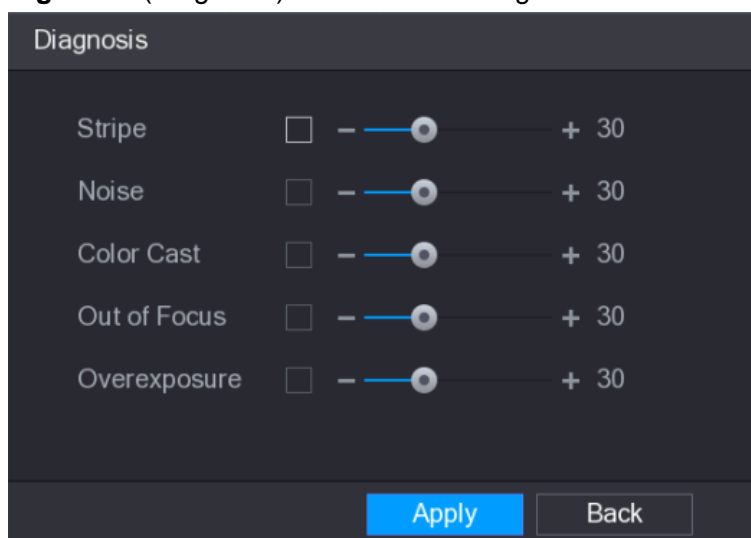 Diagnosis
Stripe - + 30
Noise - + 30
Color Cast - + 30
Out of Focus - + 30
Overexposure - + 30
Apply Back